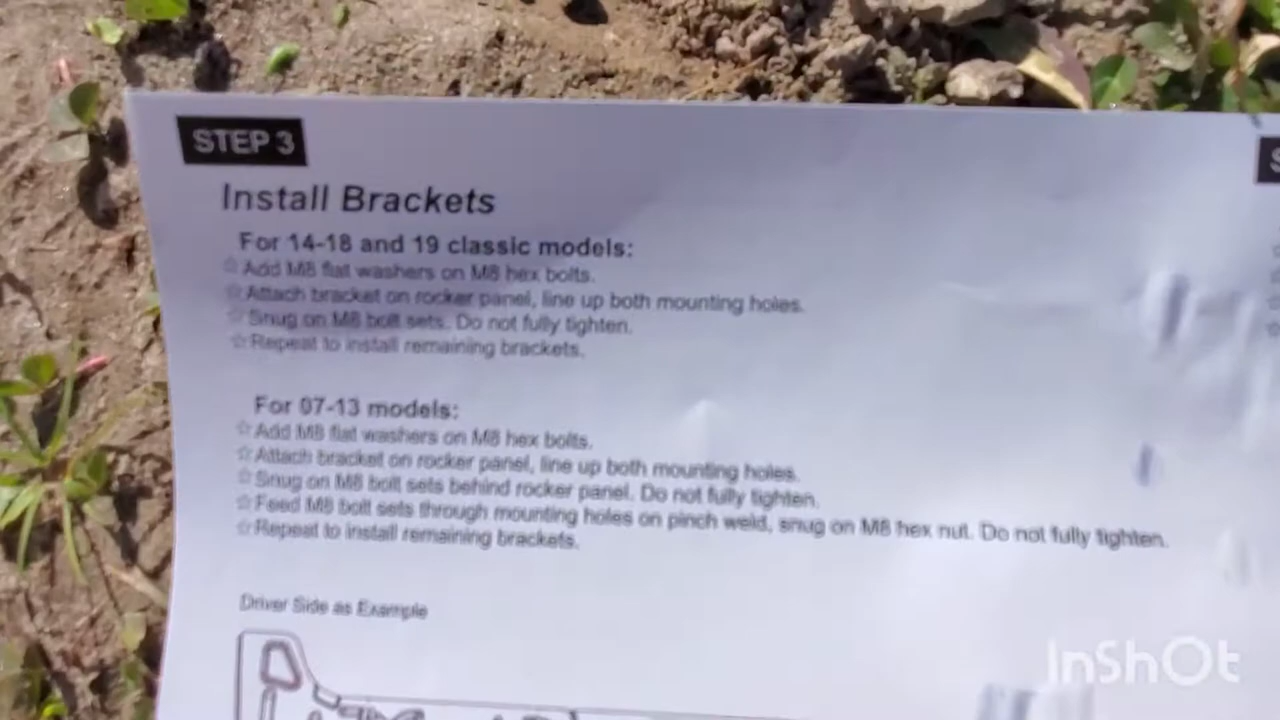 STEP 3
S
Install Brackets
For 14-18 and 19 classic models:
☆Add M8 flat washers on M8 hex bolts.
☆Attach bracket on rocker panel, line up both mounting holes.
☆Snug on M8 bolt sets. Do not fully tighten.
☆Repeat to install remaining brackets.
For 07-13 models:
☆Add M8 flat washers on M8 hex bolts.
☆Attach bracket on rocker panel, line up both mounting holes.
☆Snug on M8 bolt sets behind rocker panel. Do not fully tighten.
☆Feed M8 bolt sets through mounting holes on pinch weld, snug on M8 hex nut. Do not fully tighten.
☆Repeat to install remaining brackets.
Driver Side as Example
InShOt